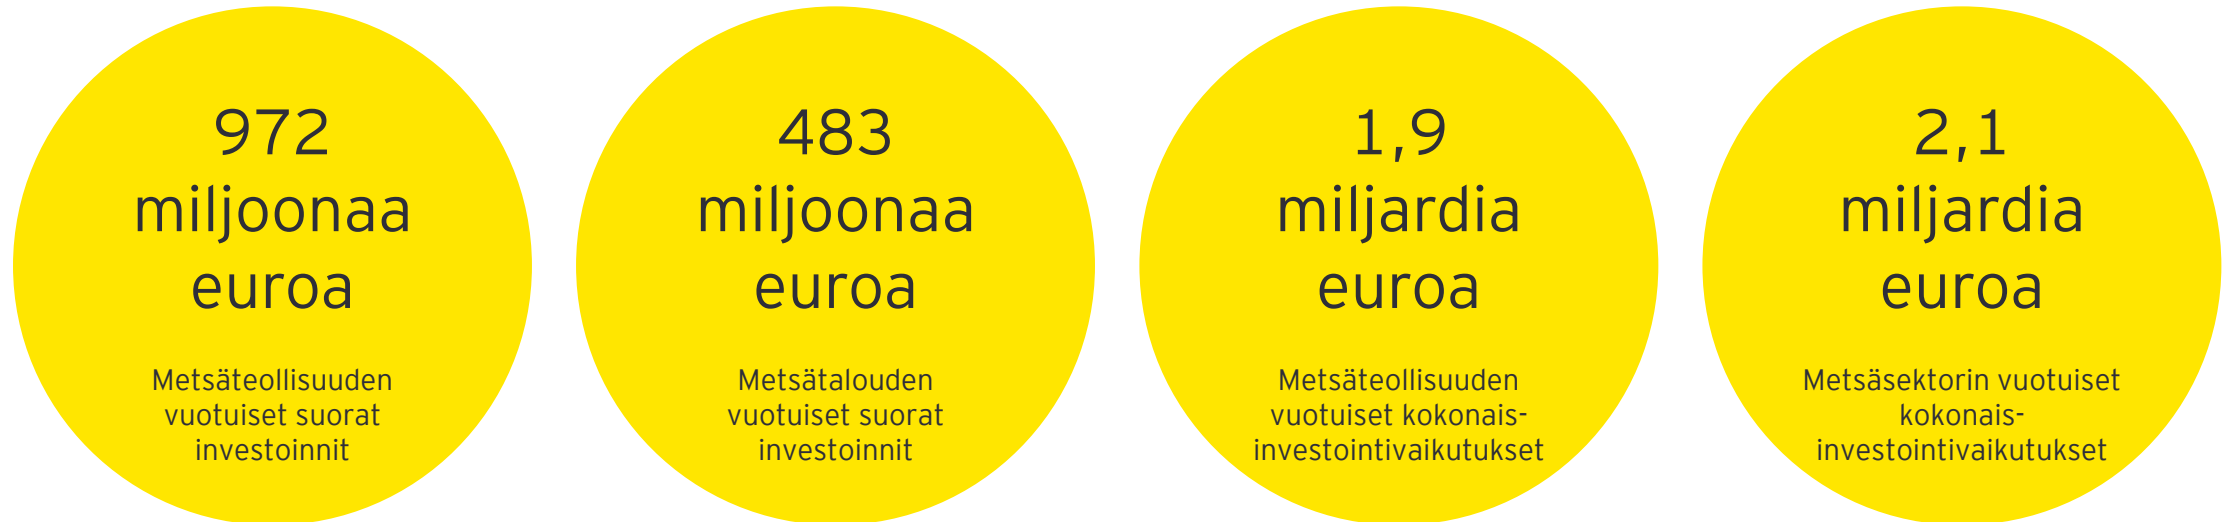 972
miljoonaa
euroa
Metsäteollisuuden
vuotuiset suorat
investoinnit
483
miljoonaa
euroa
Metsätalouden
vuotuiset suorat
investoinnit
1,9
miljardia
euroa
Metsäteollisuuden
vuotuiset kokonais-
investointivaikutukset
2,1
miljardia
euroa
Metsäsektorin vuotuiset
kokonais-
investointivaikutukset